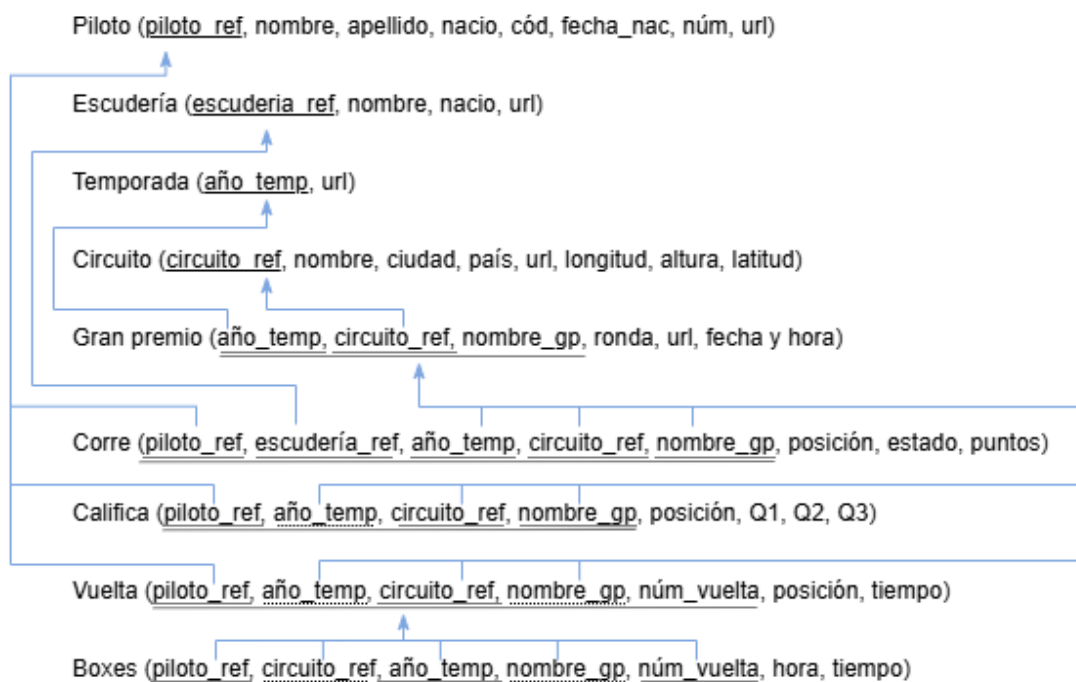 Piloto (piloto_ref, nombre, apellido, nacio, cód, fecha_nac, núm, url)
Escudería (escuderia_ref, nombre, nacio, url)
Temporada (año_temp, url)
Circuito (circuito_ref, nombre, ciudad, país, url, longitud, altura, latitud)
Gran premio (año_temp, circuito_ref, nombre_gp, ronda, url, fecha y hora)
Corre (piloto_ref, escudería_ref, año_temp, circuito_ref, nombre_gp, posición, estado, puntos)
Califica (piloto_ref, año_temp, circuito_ref, nombre_gp, posición, Q1, Q2, Q3)
Vuelta (piloto_ref, año_temp, circuito_ref, nombre_gp, núm_vuelta, posición, tiempo)
Boxes (piloto_ref, circuito_ref, año_temp, nombre_gp, núm_vuelta, hora, tiempo)